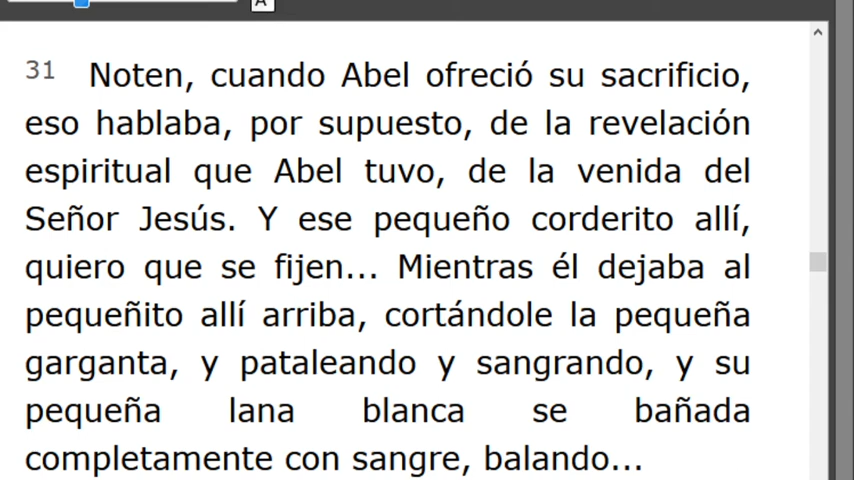 A
31 Noten, cuando Abel ofreció su sacrificio,
eso hablaba, por supuesto, de la revelación
espiritual que Abel tuvo, de la venida del
Señor Jesús. Y ese pequeño corderito allí,
quiero que se fijen... Mientras él dejaba al
pequeñito allí arriba, cortándole la pequeña
garganta, y pataleando y sangrando, y su
pequeña lana blanca se bañada
completamente con sangre, balando...